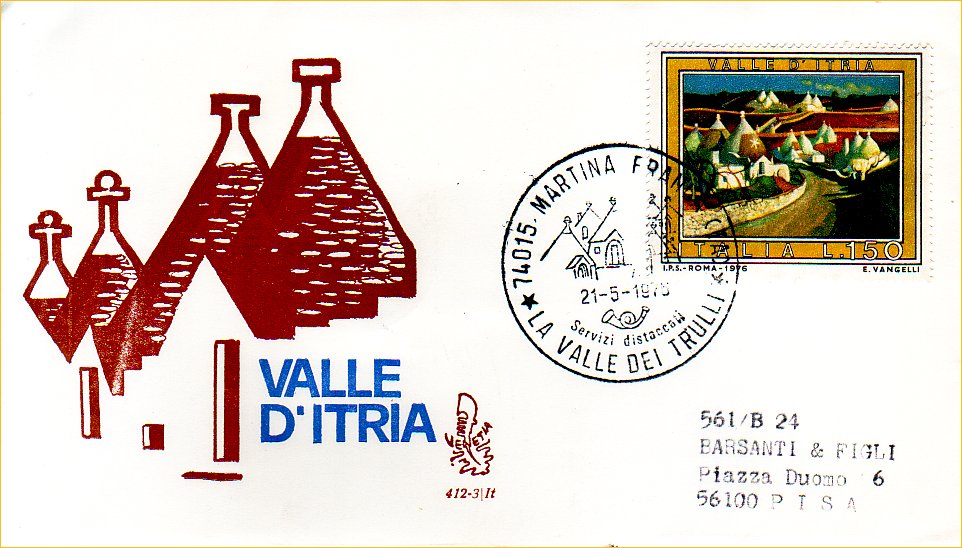 VALLE D'ITRIA
ITALIA L.150
I.P.S.-ROMA-1976 E. VANGELLI
★ 74015. MARTINA FRANCA ★
21-5-1976
Servizi distaccati
LA VALLE DEI TRULLI
VALLE
D'ITRIA
412-3|It
561/B 24
BARSANTI & FIGLI
Piazza Duomo 6
56100 P I S A